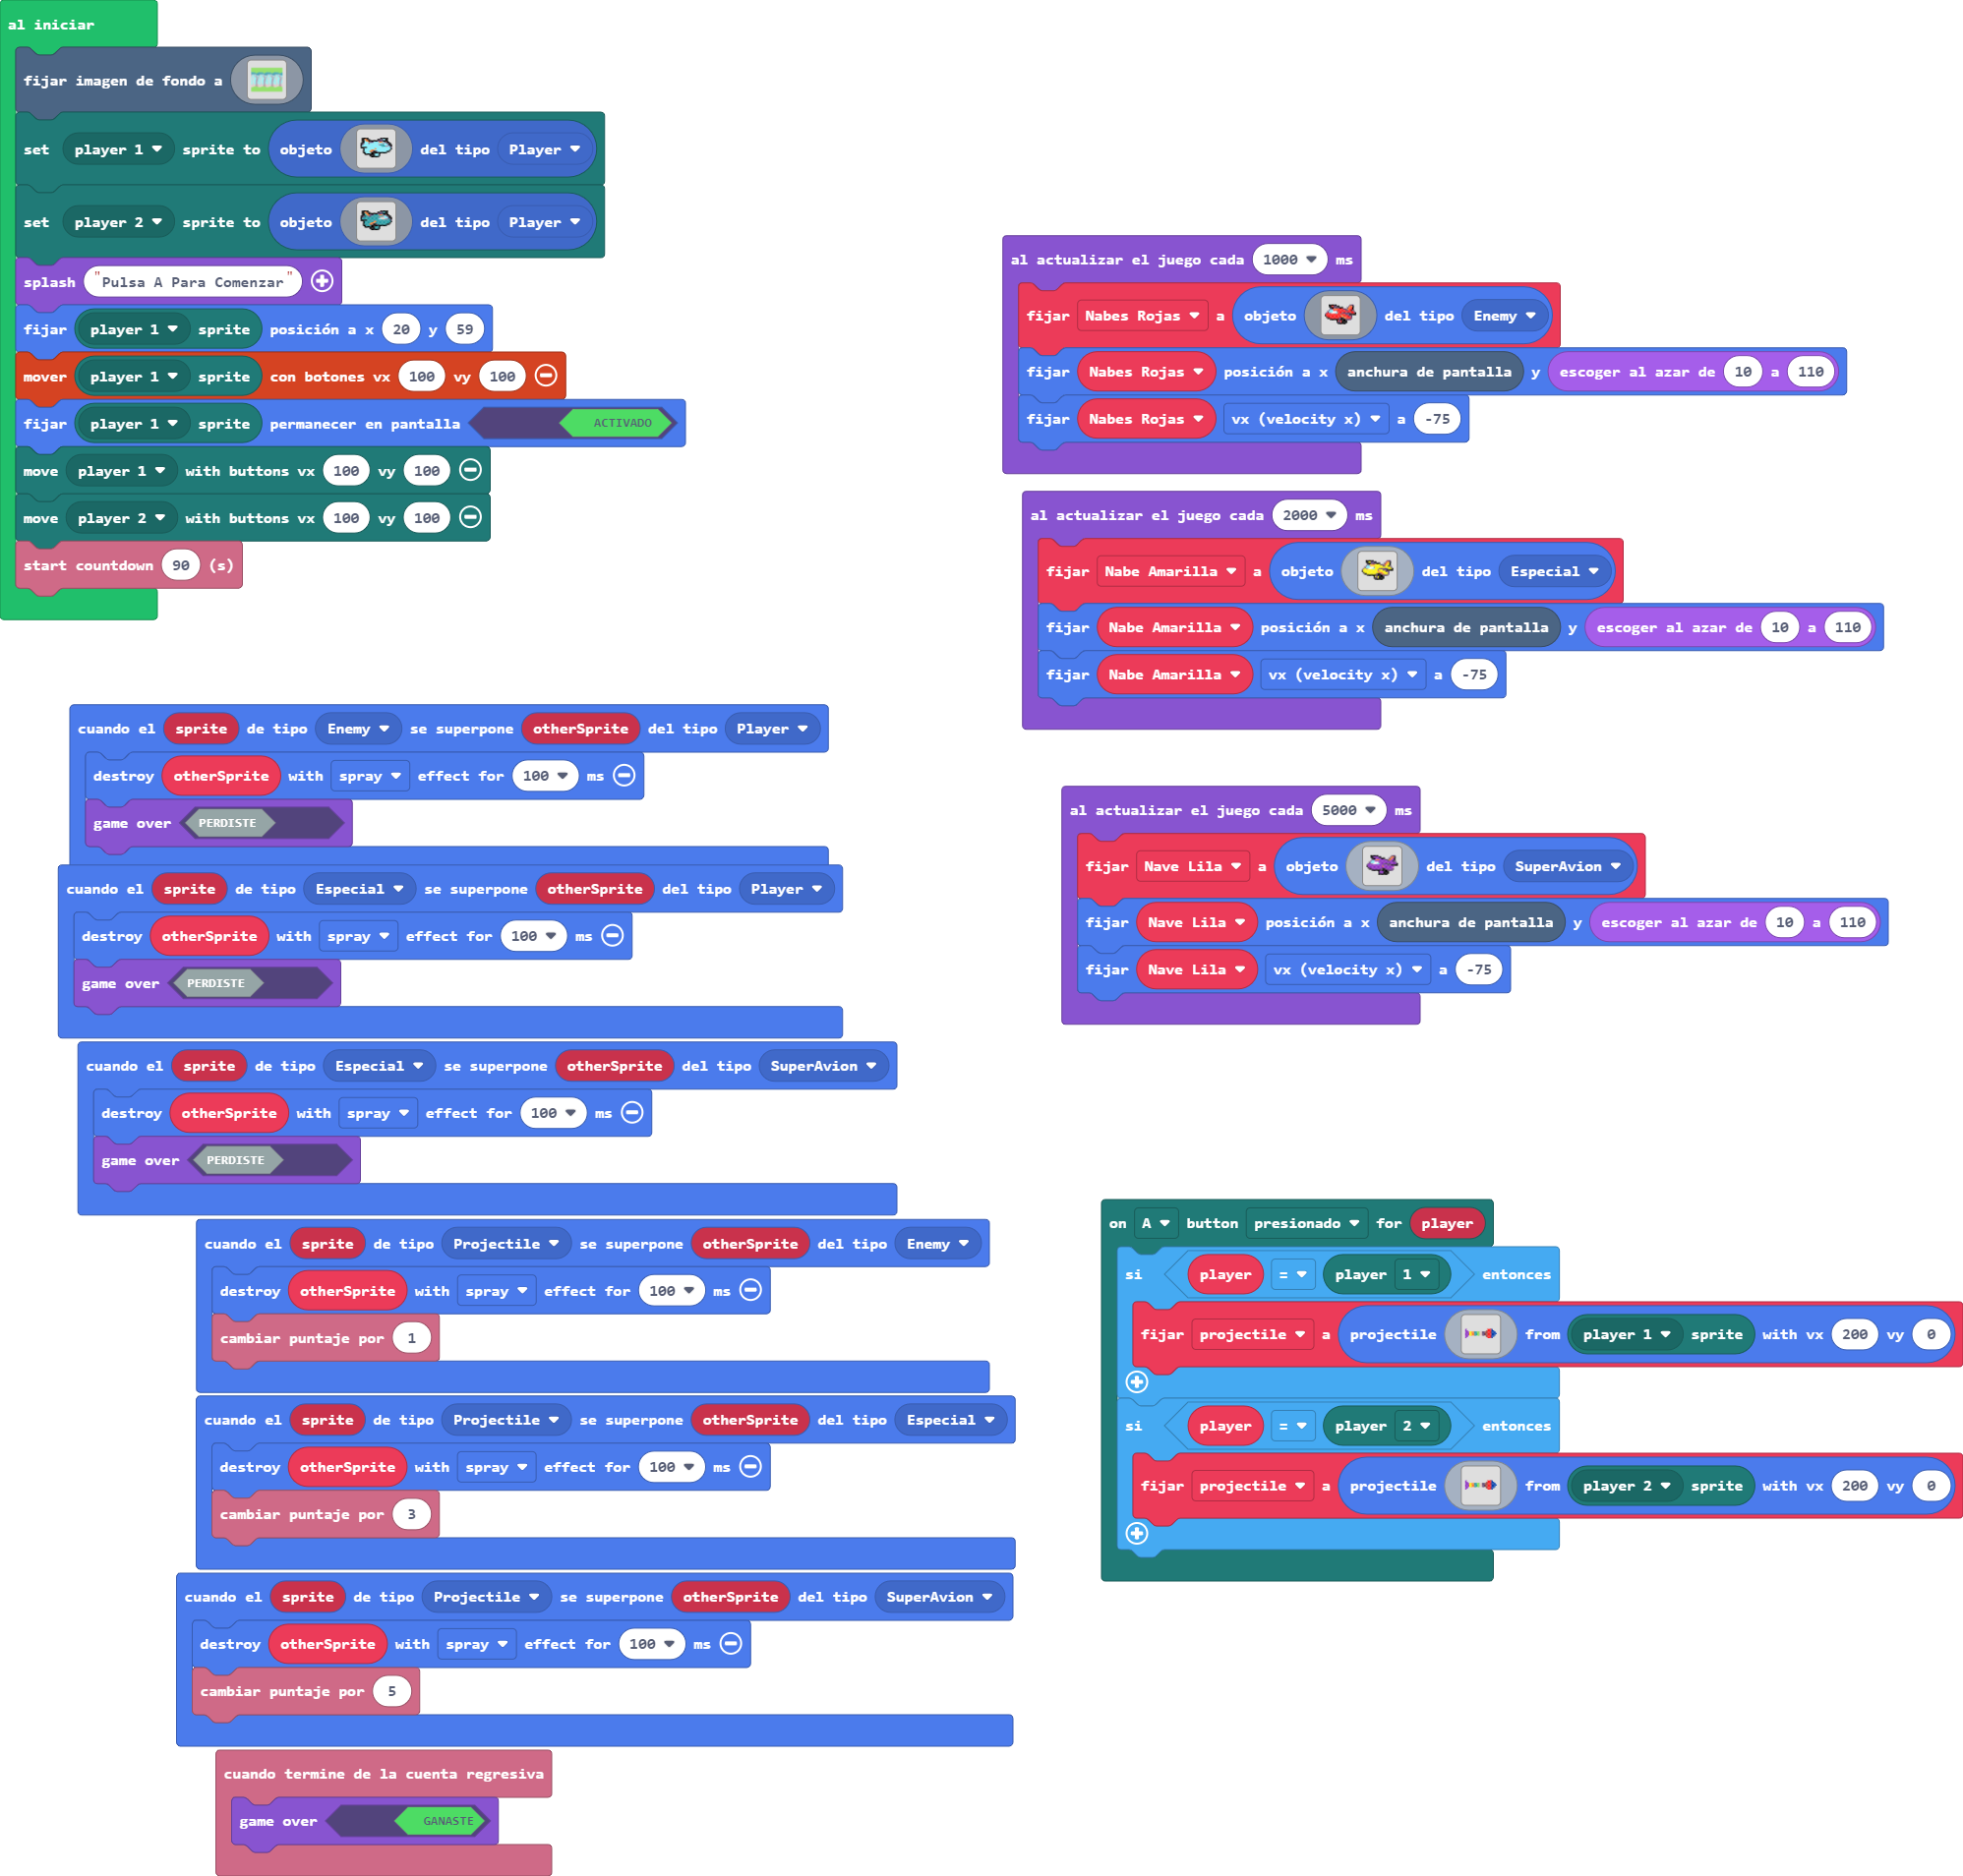 al iniciar
fijar imagen de fondo a
set player 1 sprite to objeto del tipo Player
set player 2 sprite to objeto del tipo Player
splash "Pulsa A Para Comenzar"
fijar player 1 sprite posición a x 20 y 59
mover player 1 sprite con botones vx 100 vy 100
fijar player 1 sprite permanecer en pantalla ACTIVADO
move player 1 with buttons vx 100 vy 100
move player 2 with buttons vx 100 vy 100
start countdown 90 (s)
al actualizar el juego cada 1000 ms
fijar Nabes Rojas a objeto del tipo Enemy
fijar Nabes Rojas posición a x anchura de pantalla y escoger al azar de 10 a 110
fijar Nabes Rojas vx (velocity x) a -75
al actualizar el juego cada 2000 ms
fijar Nabe Amarilla a objeto del tipo Especial
fijar Nabe Amarilla posición a x anchura de pantalla y escoger al azar de 10 a 110
fijar Nabe Amarilla vx (velocity x) a -75
al actualizar el juego cada 5000 ms
fijar Nave Lila a objeto del tipo SuperAvion
fijar Nave Lila posición a x anchura de pantalla y escoger al azar de 10 a 110
fijar Nave Lila vx (velocity x) a -75
cuando el sprite de tipo Enemy se superpone otherSprite del tipo Player
destroy otherSprite with spray effect for 100 ms
game over PERDISTE
cuando el sprite de tipo Especial se superpone otherSprite del tipo Player
destroy otherSprite with spray effect for 100 ms
game over PERDISTE
cuando el sprite de tipo Especial se superpone otherSprite del tipo SuperAvion
destroy otherSprite with spray effect for 100 ms
game over PERDISTE
cuando el sprite de tipo Projectile se superpone otherSprite del tipo Enemy
destroy otherSprite with spray effect for 100 ms
cambiar puntaje por 1
cuando el sprite de tipo Projectile se superpone otherSprite del tipo Especial
destroy otherSprite with spray effect for 100 ms
cambiar puntaje por 3
cuando el sprite de tipo Projectile se superpone otherSprite del tipo SuperAvion
destroy otherSprite with spray effect for 100 ms
cambiar puntaje por 5
cuando termine de la cuenta regresiva
game over GANASTE
on A button presionado for player
si player = player 1 entonces
fijar projectile a projectile from player 1 sprite with vx 200 vy 0
si player = player 2 entonces
fijar projectile a projectile from player 2 sprite with vx 200 vy 0